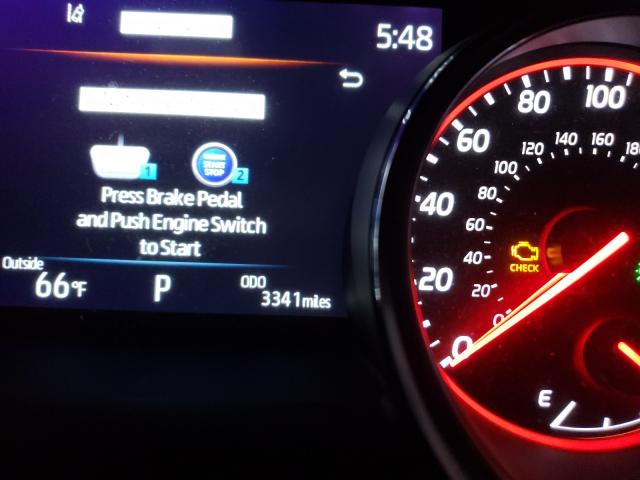 5:48
1
START
STOP
2
Press Brake Pedal
and Push Engine Switch
to Start
Outside
66°F
P
ODO
3341 miles
0
20
40
60
80
100
0
20
40
60
80
100
120
140
160
CHECK
E